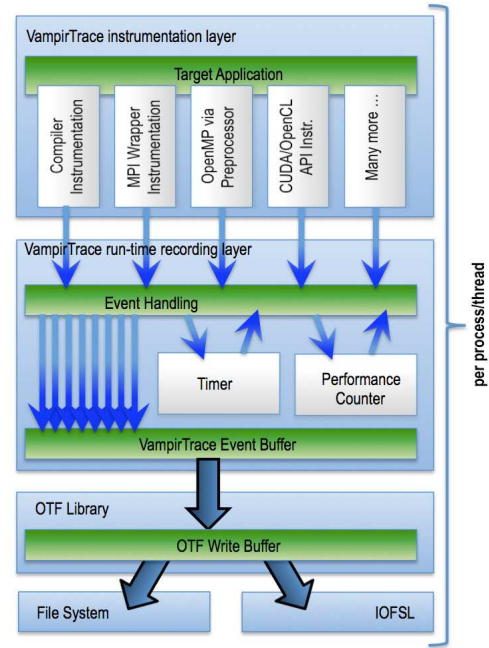 VampirTrace instrumentation layer
Target Application
Compiler
Instrumentation
MPI Wrapper
Instrumentation
OpenMP via
Preprocessor
CUDA/OpenCL
API Instr.
Many more ...
VampirTrace run-time recording layer
Event Handling
Timer
Performance
Counter
VampirTrace Event Buffer
OTF Library
OTF Write Buffer
File System
IOFSL
per process/thread